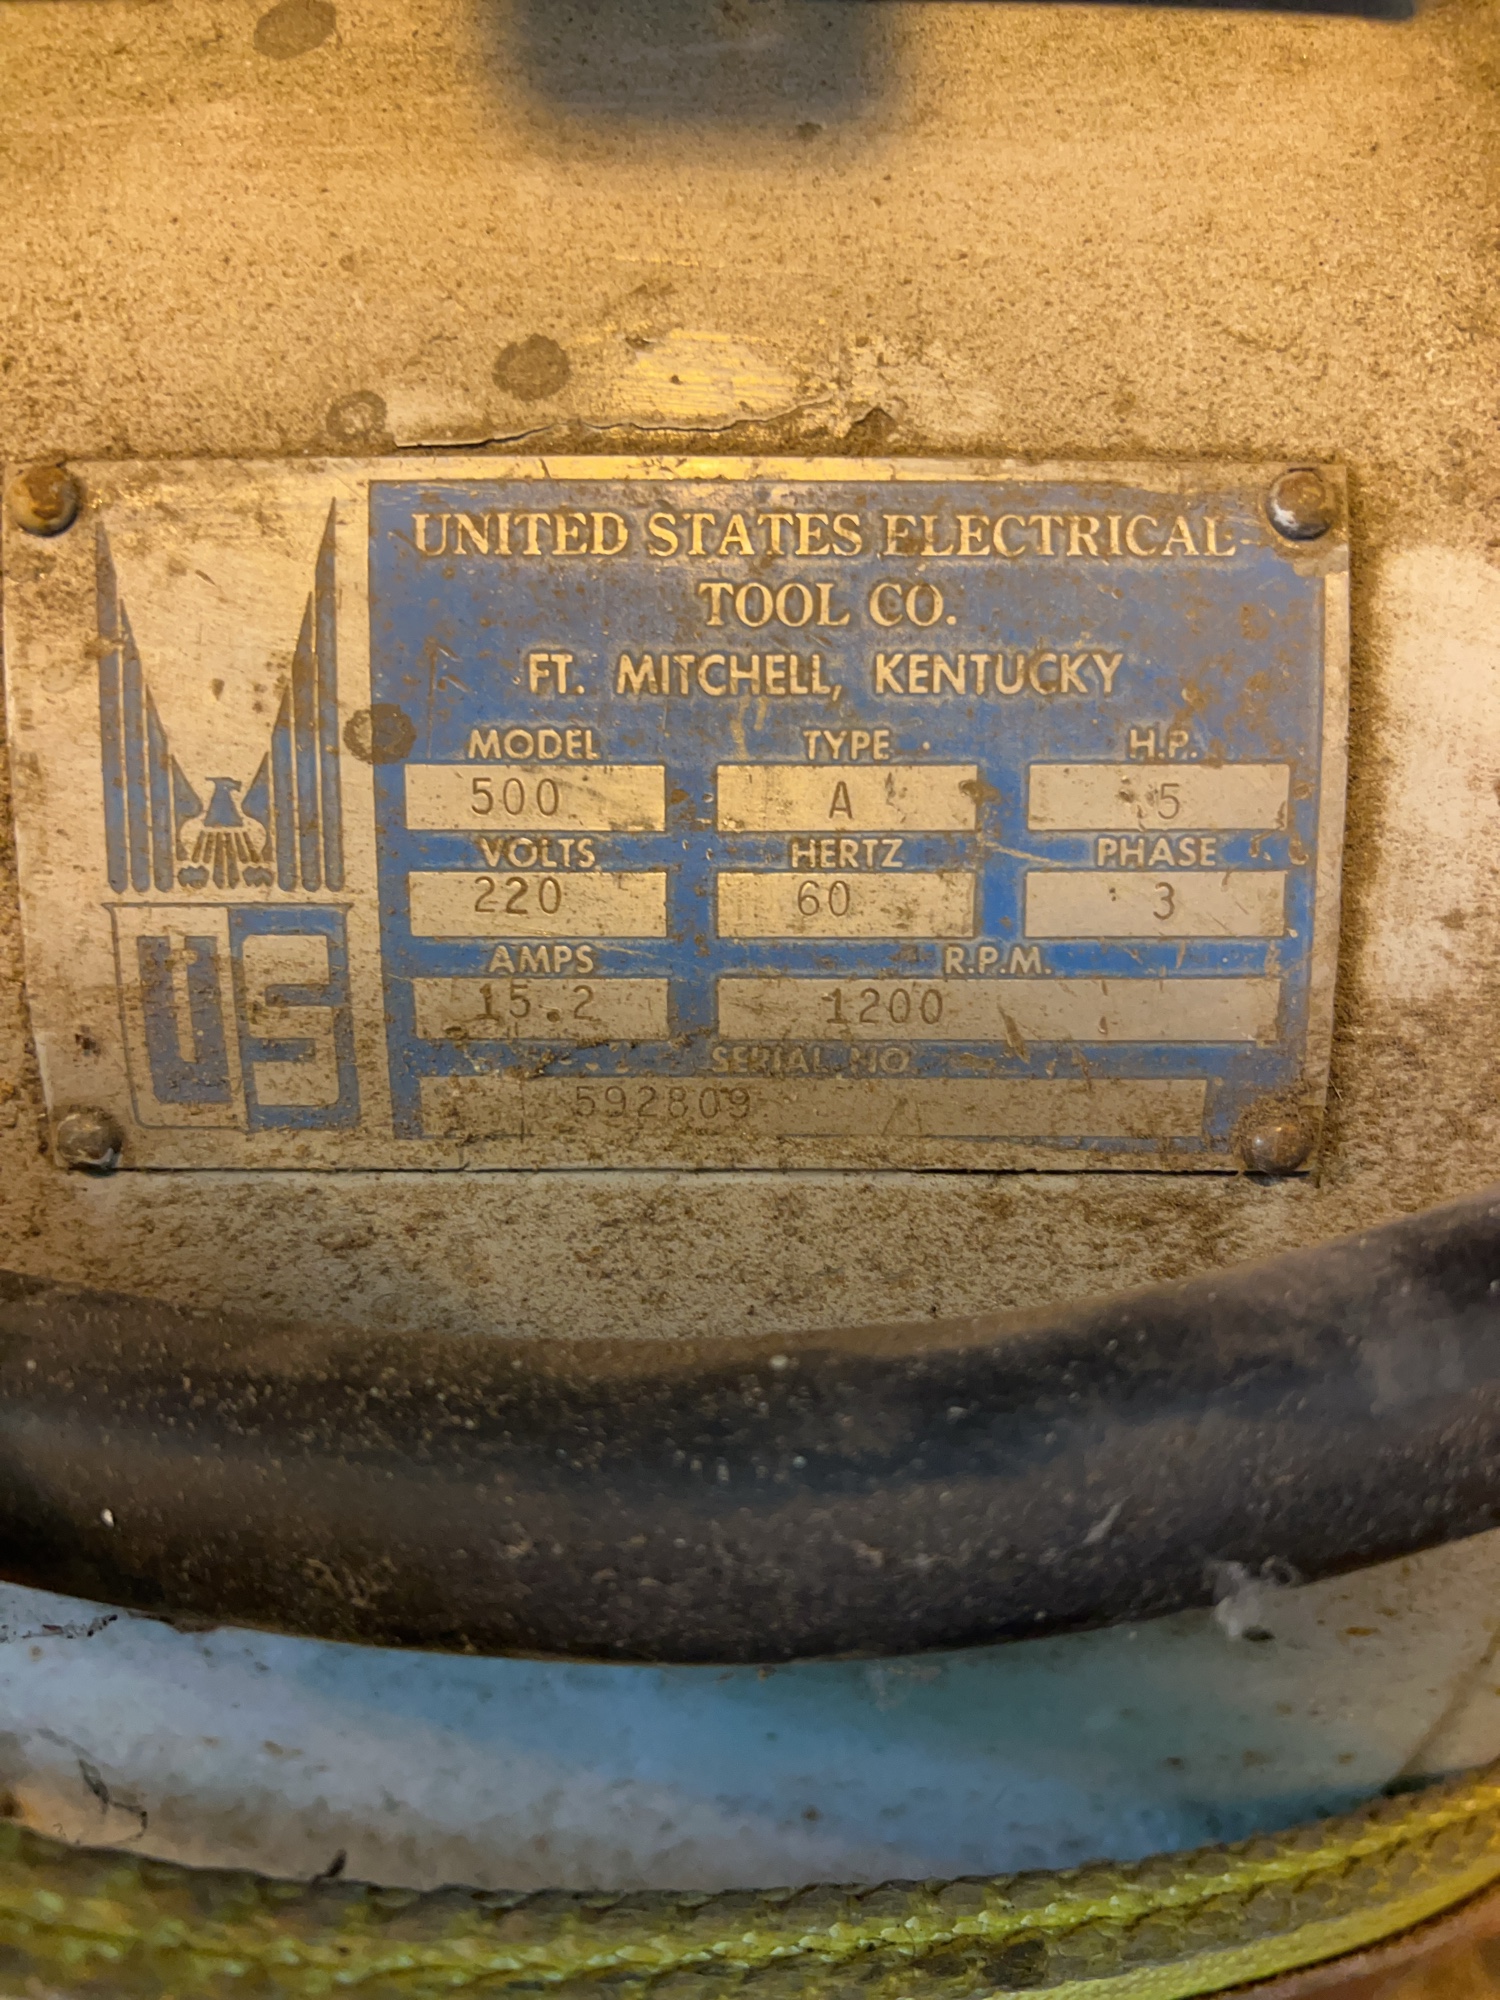 UNITED STATES ELECTRICAL
TOOL CO.
FT. MITCHELL, KENTUCKY
MODEL TYPE H.P.
500 A 5
VOLTS HERTZ PHASE
220 60 3
AMPS R.P.M.
15.2 1200
SERIAL NO
592809
US